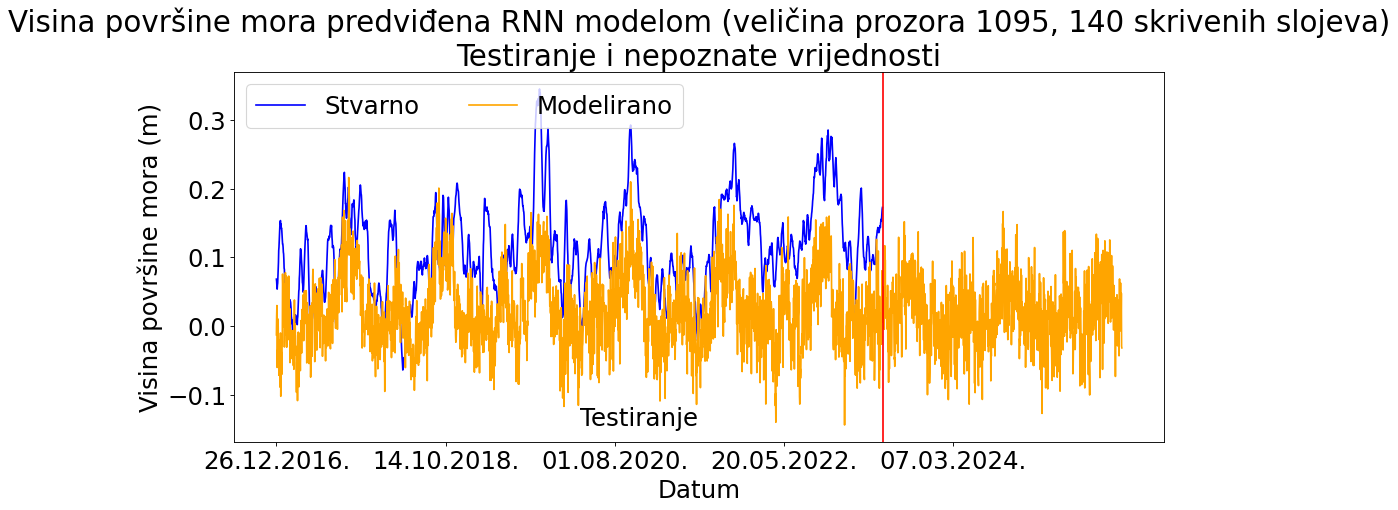 Visina površine mora predviđena RNN modelom (veličina prozora 1095, 140 skrivenih slojeva)
Testiranje i nepoznate vrijednosti
Stvarno
Modelirano
Visina površine mora (m)
0.3
0.2
0.1
0.0
−0.1
Testiranje
26.12.2016.
14.10.2018.
01.08.2020.
20.05.2022.
07.03.2024.
Datum